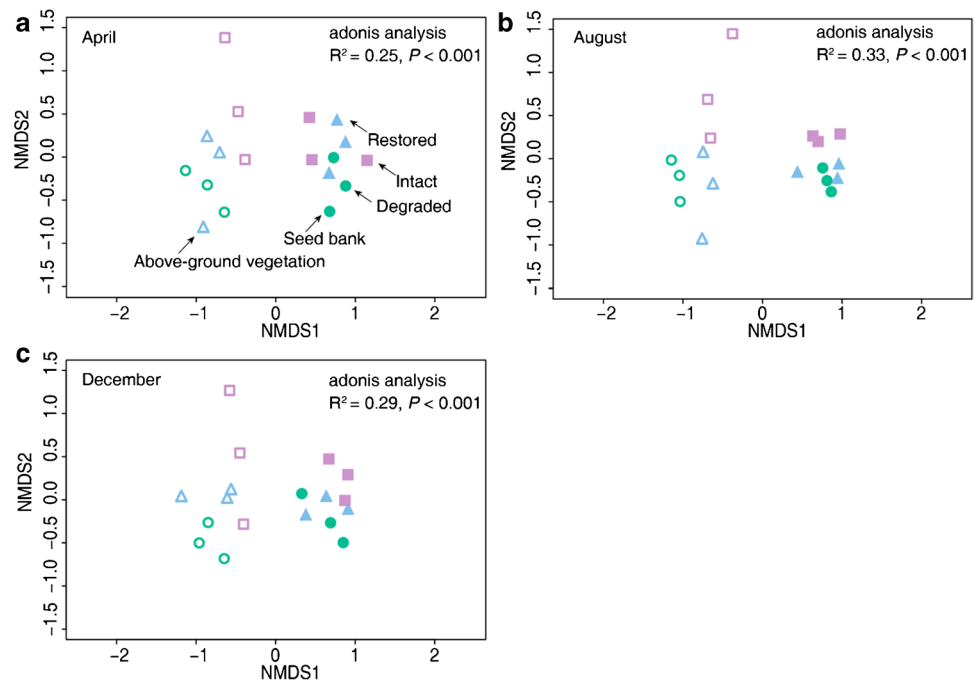 a
April
adonis analysis
R² = 0.25, P < 0.001
1.5
1.0
0.5
0.0
−0.5
−1.0
−1.5
NMDS2
Restored
Intact
Degraded
Seed bank
Above-ground vegetation
−2 −1 0 1 2
NMDS1
b
August
adonis analysis
R² = 0.33, P < 0.001
1.5
1.0
0.5
0.0
−0.5
−1.0
−1.5
NMDS2
−2 −1 0 1 2
NMDS1
c
December
adonis analysis
R² = 0.29, P < 0.001
1.5
1.0
0.5
0.0
−0.5
−1.0
−1.5
NMDS2
−2 −1 0 1 2
NMDS1